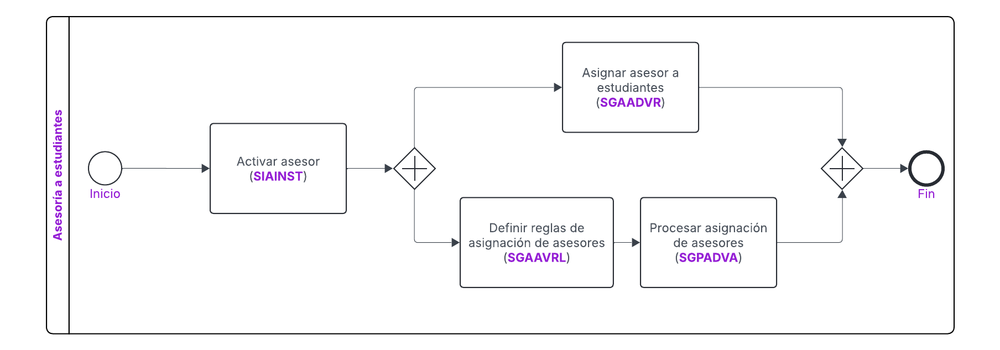 Asesoría a estudiantes
Inicio
Activar asesor
(SIAINST)
Asignar asesor a
estudiantes
(SGAADVR)
Definir reglas de
asignación de asesores
(SGAAVRL)
Procesar asignación
de asesores
(SGPADVA)
Fin